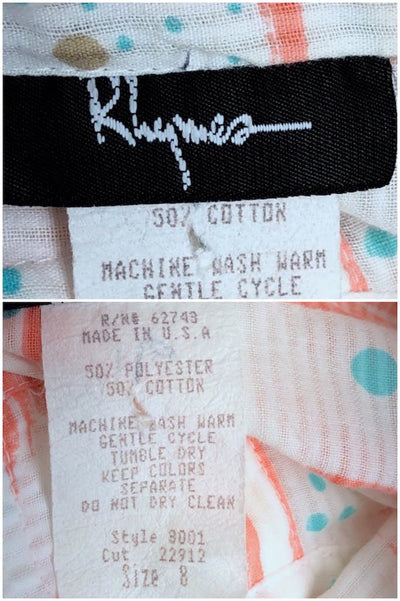 Rhymes
50% COTTON
MACHINE WASH WARM
GENTLE CYCLE
R/N# 62743
MADE IN U.S.A
50% POLYESTER
50% COTTON
MACHINE WASH WARM
GENTLE CYCLE
TUMBLE DRY
KEEP COLORS
SEPARATE
DO NOT DRY CLEAN
Style 3001
Cut 22912
Size 8